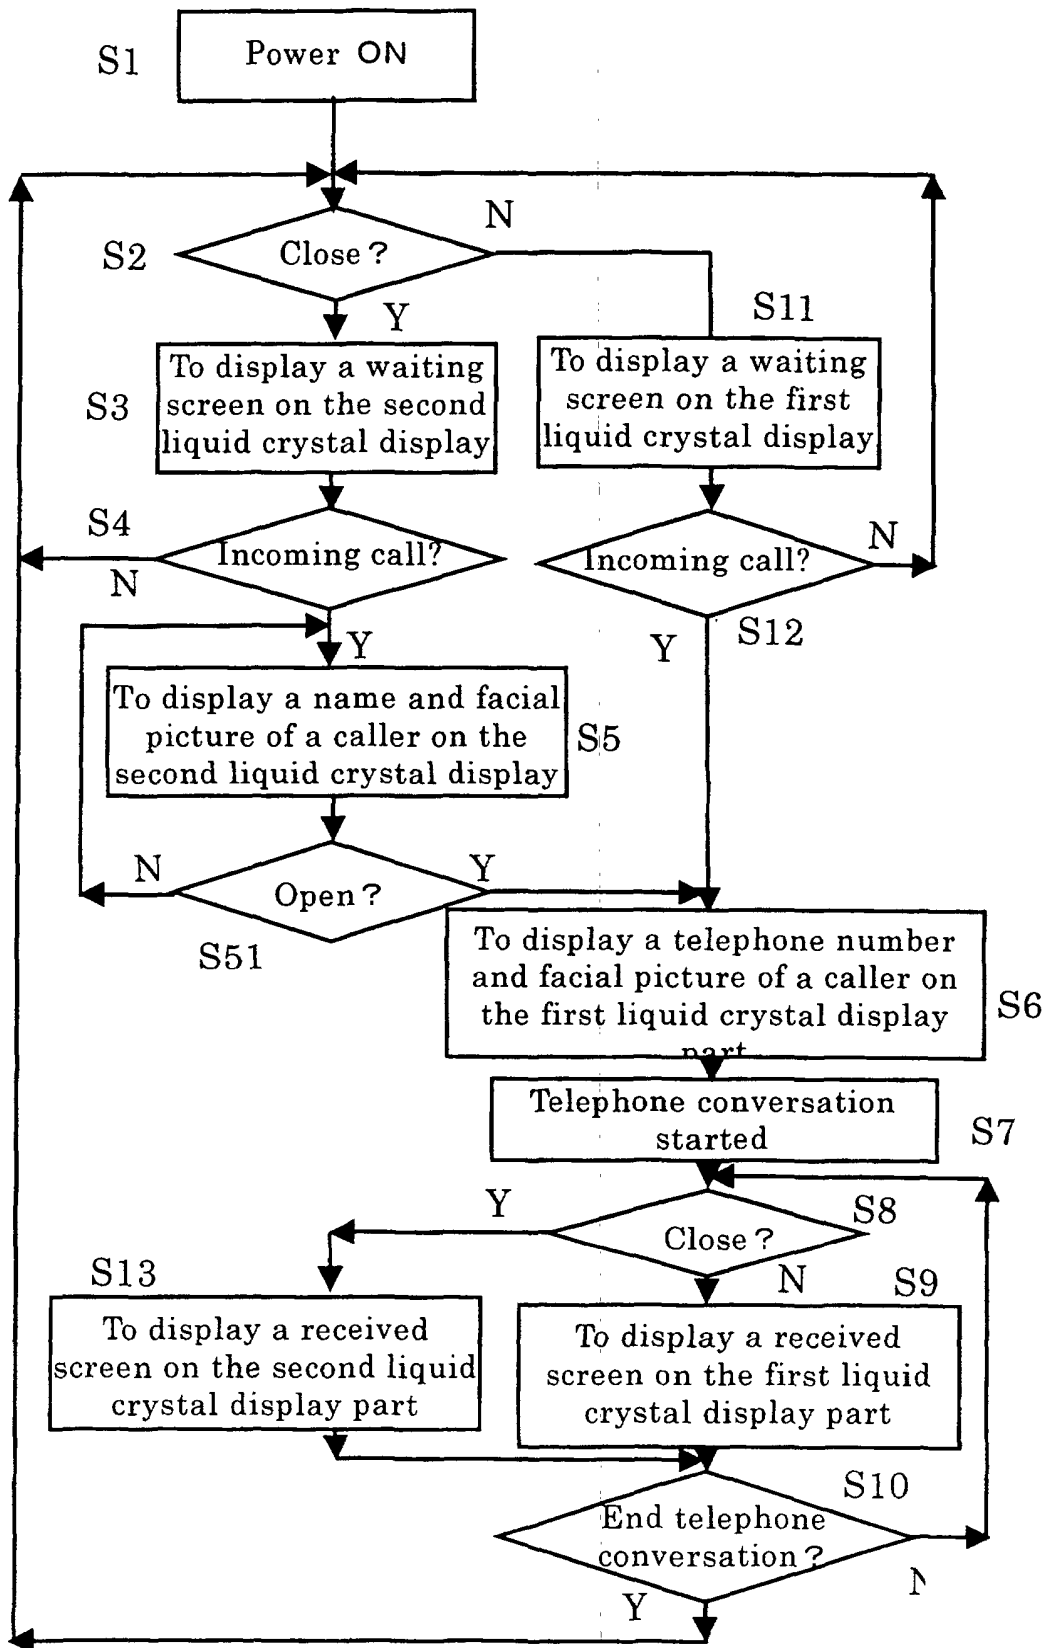 S1
Power ON
N
S2
Close?
Y
S11
S3
To display a waiting
screen on the second
liquid crystal display
To display a waiting
screen on the first
liquid crystal display
S4
Incoming call?
N
Incoming call?
N
Y
S12
Y
To display a name and facial
picture of a caller on the
second liquid crystal display
S5
N
Open?
Y
S51
To display a telephone number
and facial picture of a caller on
the first liquid crystal display
part
S6
Telephone conversation
started
S7
Y
Close?
S8
N
S13
S9
To display a received
screen on the second liquid
crystal display part
To display a received
screen on the first liquid
crystal display part
S10
End telephone
conversation?
N
Y